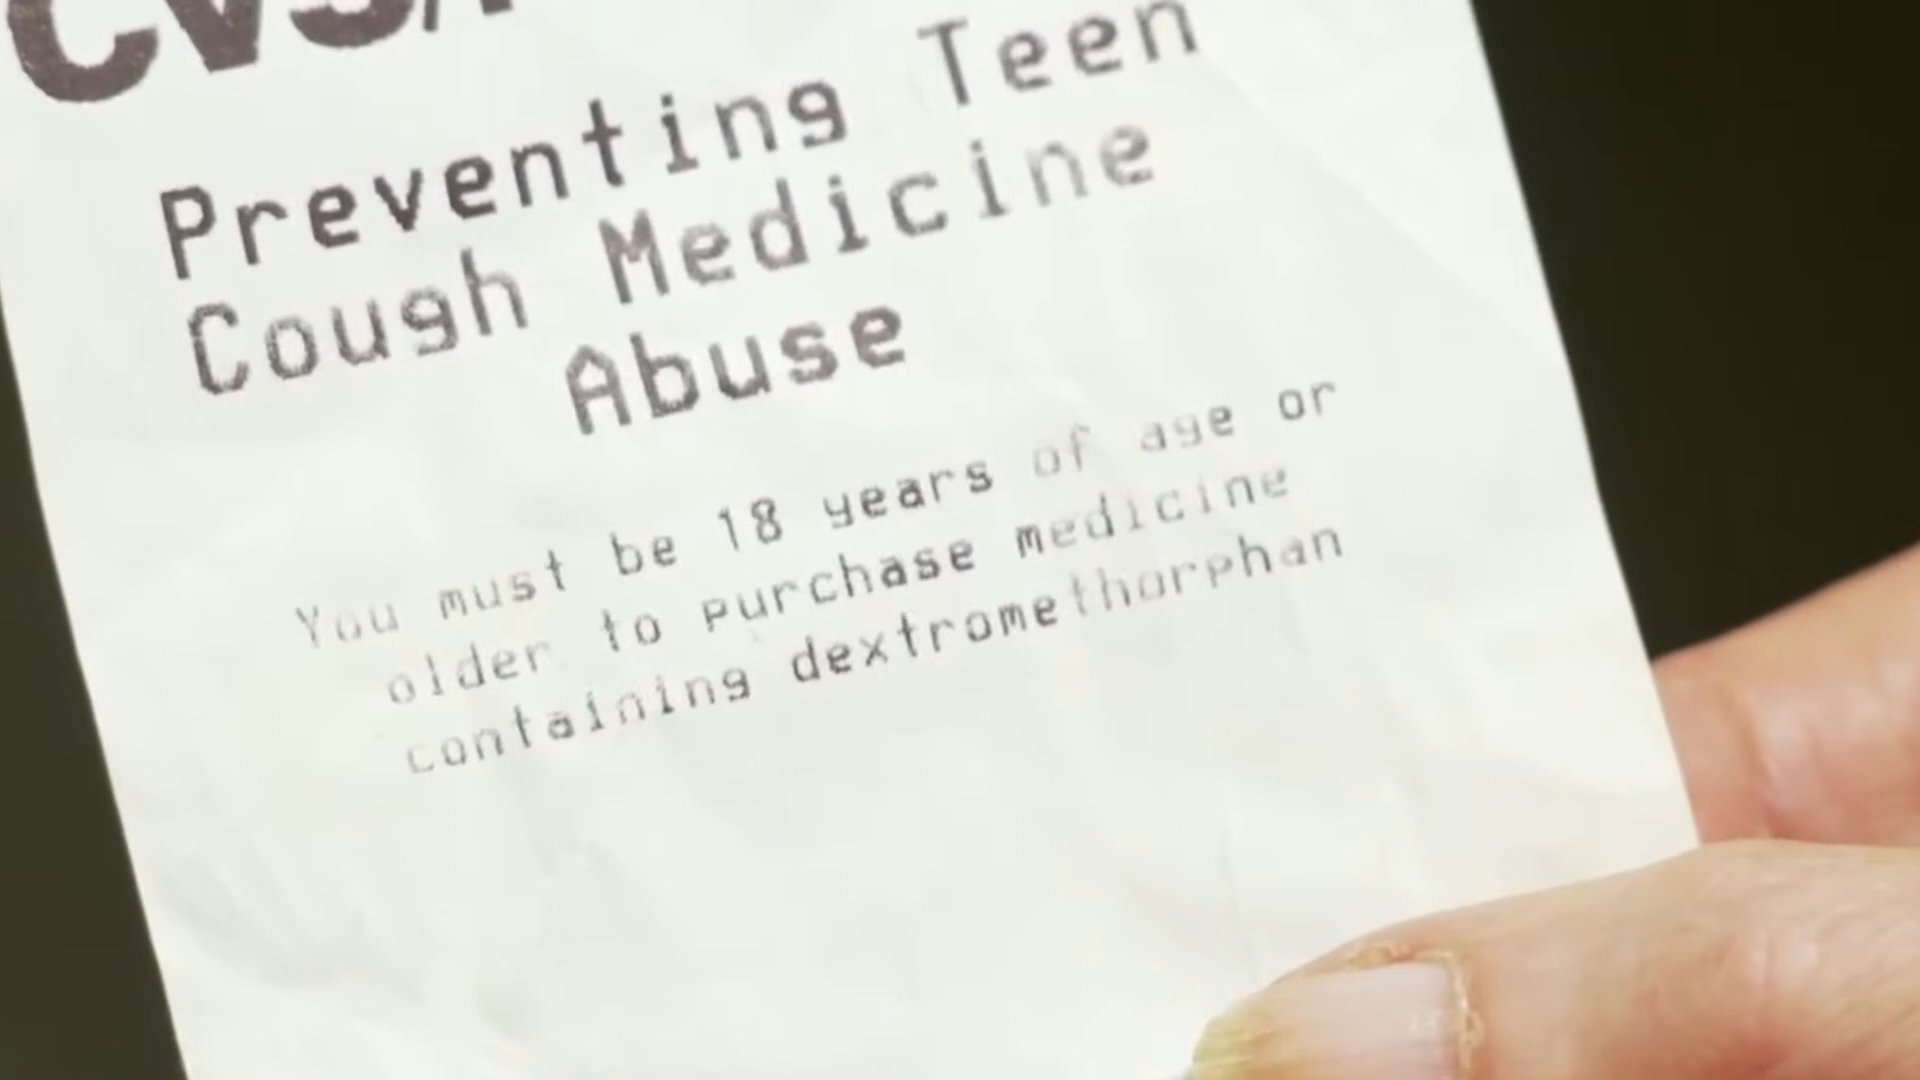 CVS/
Preventing Teen
Cough Medicine
Abuse
You must be 18 years of age or
older to purchase medicine
containing dextromethorphan